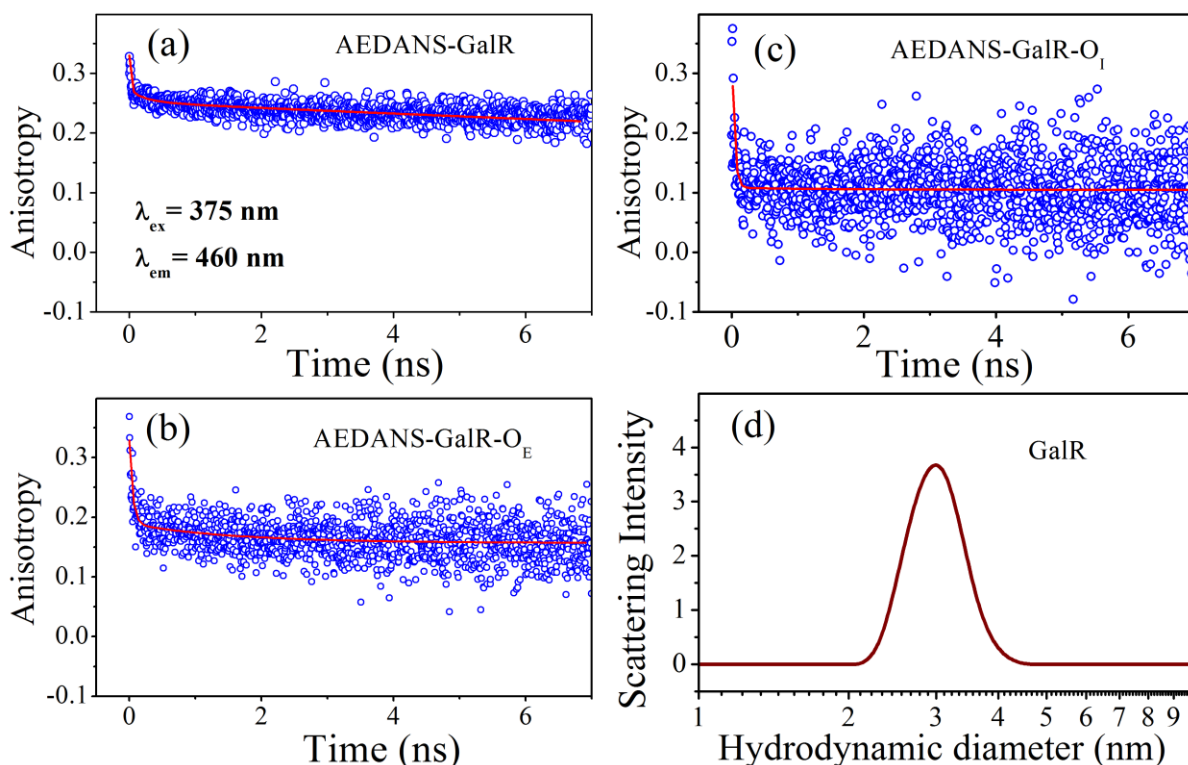 (a)
AEDANS-GalR
λex= 375 nm
λem= 460 nm
Anisotropy
0.3
0.2
0.1
0.0
-0.1
0 2 4 6
Time (ns)
(c)
AEDANS-GalR-OI
Anisotropy
0.3
0.2
0.1
0.0
-0.1
0 2 4 6
Time (ns)
(b)
AEDANS-GalR-OE
Anisotropy
0.3
0.2
0.1
0.0
-0.1
0 2 4 6
Time (ns)
(d)
GalR
Scattering Intensity
4
3
2
1
0
1 2 3 4 5 6 7 8 9
Hydrodynamic diameter (nm)